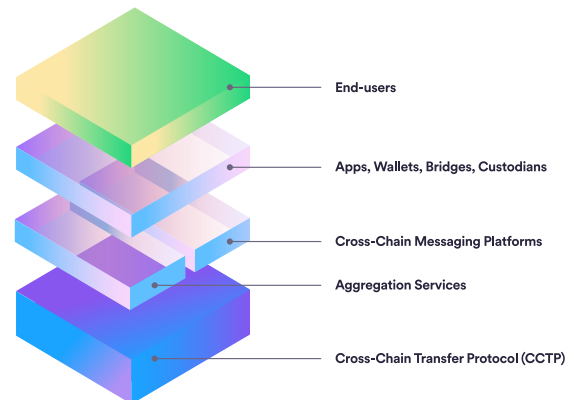 End-users
Apps, Wallets, Bridges, Custodians
Cross-Chain Messaging Platforms
Aggregation Services
Cross-Chain Transfer Protocol (CCTP)